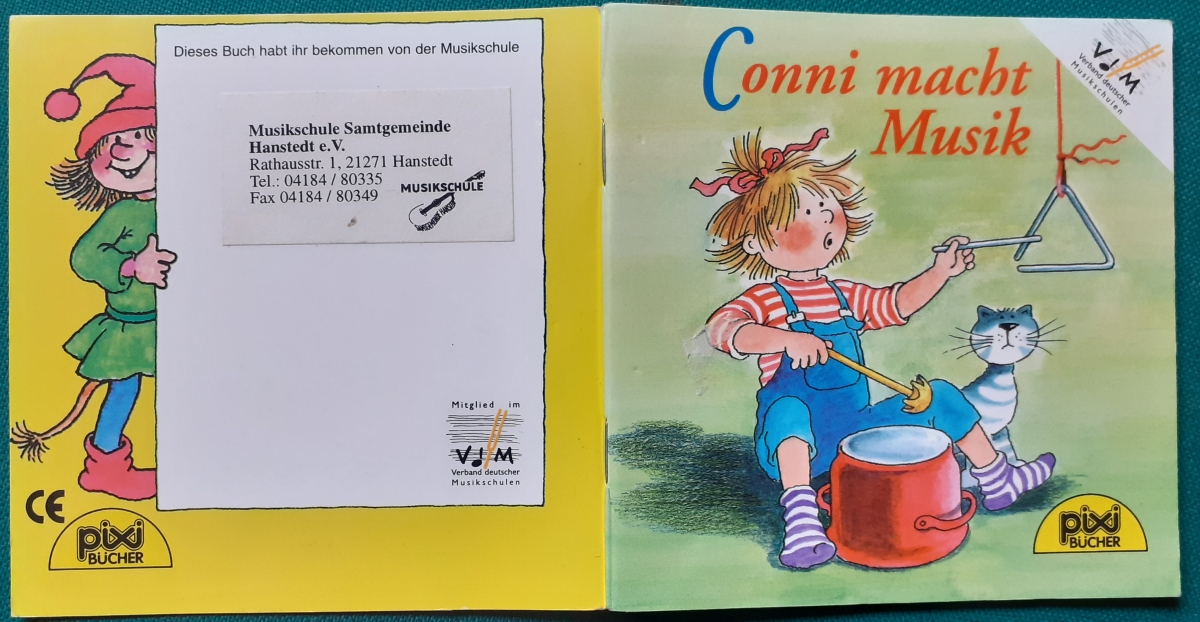 Dieses Buch habt ihr bekommen von der Musikschule
Musikschule Samtgemeinde
Hanstedt e.V.
Rathausstr. 1, 21271 Hanstedt
Tel.: 04184 / 80335
Fax 04184 / 80349
MUSIKSCHULE
Mitglied im
VdM
Verband deutscher
Musikschulen
CE
pixi
BÜCHER
Conni macht
Musik
VdM
Verband deutscher
Musikschulen
pixi
BÜCHER